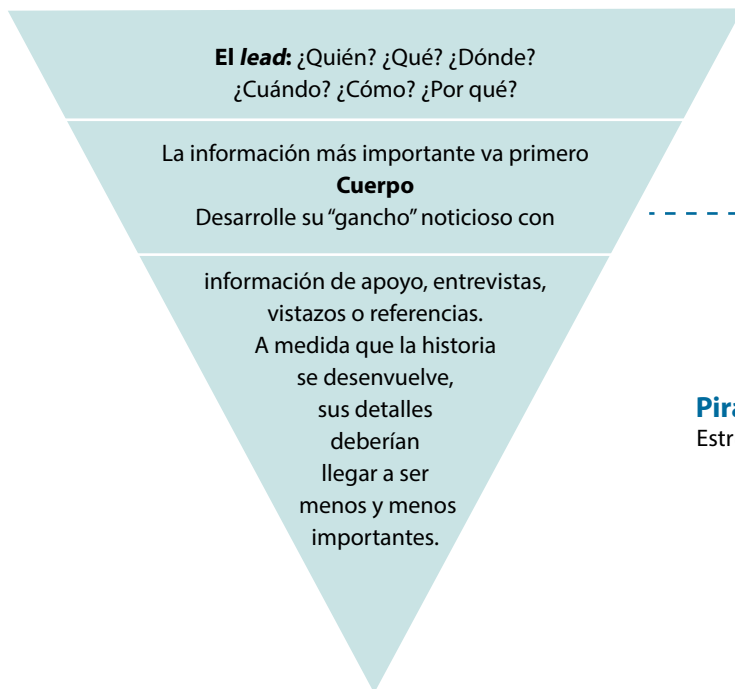 El lead: ¿Quién? ¿Qué? ¿Dónde?
¿Cuándo? ¿Cómo? ¿Por qué?
La información más importante va primero
Cuerpo
Desarrolle su “gancho” noticioso con
información de apoyo, entrevistas,
vistazos o referencias.
A medida que la historia
se desenvuelve,
sus detalles
deberían
llegar a ser
menos y menos
importantes.
Pirá
Estr